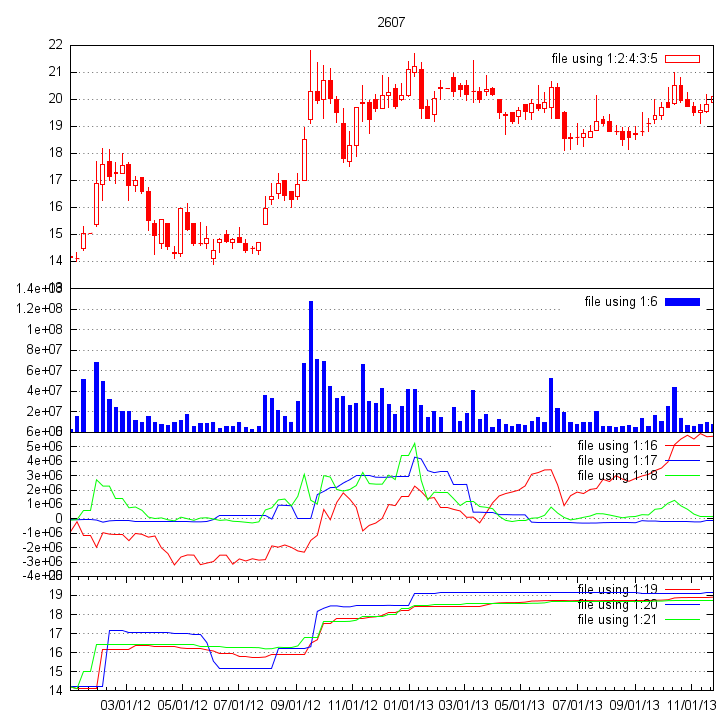 2607
22
file using 1:2:4:3:5
21
20
19
18
17
16
15
14
13
1.4e+08
file using 1:6
1.2e+08
1e+08
8e+07
6e+07
4e+07
2e+07
0
6e+06
file using 1:16
5e+06
file using 1:17
4e+06
file using 1:18
3e+06
2e+06
1e+06
0
-1e+06
-2e+06
-3e+06
-4e+06
20
file using 1:19
19
file using 1:20
18
file using 1:21
17
16
15
14
03/01/12 05/01/12 07/01/12 09/01/12 11/01/12 01/01/13 03/01/13 05/01/13 07/01/13 09/01/13 11/01/13